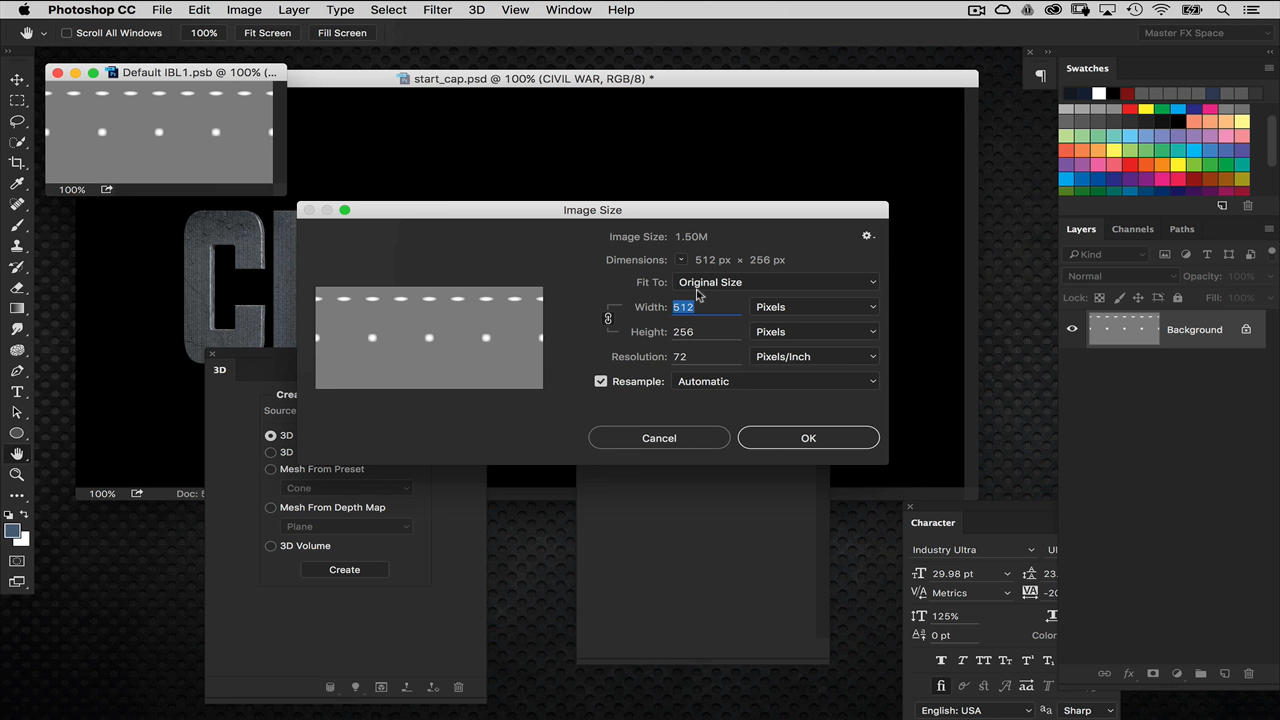 Photoshop CC File Edit Image Layer Type Select Filter 3D View Window Help
Scroll All Windows 100% Fit Screen Fill Screen Master FX Space
Default IBL1.psb @ 100% (...
start_cap.psd @ 100% (CIVIL WAR, RGB/8) *
100%
Swatches
Image Size
Image Size: 1.50M
Dimensions: 512 px × 256 px
Fit To: Original Size
Width: 512 Pixels
Height: 256 Pixels
Resolution: 72 Pixels/Inch
Resample: Automatic
Cancel OK
Layers Channels Paths
Kind
Normal Opacity: 100%
Lock: Fill: 100%
Background
C
3D
Crea
Source
3D
3D
Mesh From Preset
Cone
Mesh From Depth Map
Plane
3D Volume
Create
100% Doc: 5
Character
Industry Ultra Ul
29.98 pt 23.
Metrics -20
125%
0 pt Color
English: USA Sharp